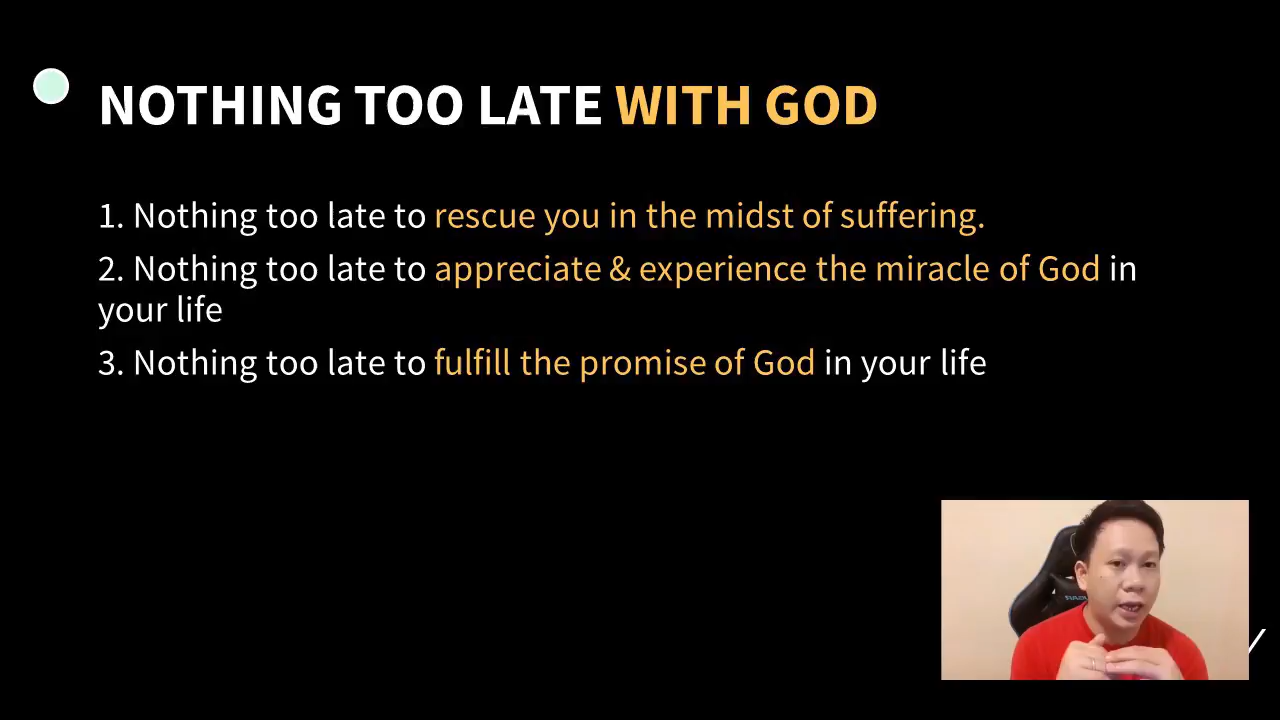 NOTHING TOO LATE WITH GOD
1. Nothing too late to rescue you in the midst of suffering.
2. Nothing too late to appreciate & experience the miracle of God in
your life
3. Nothing too late to fulfill the promise of God in your life